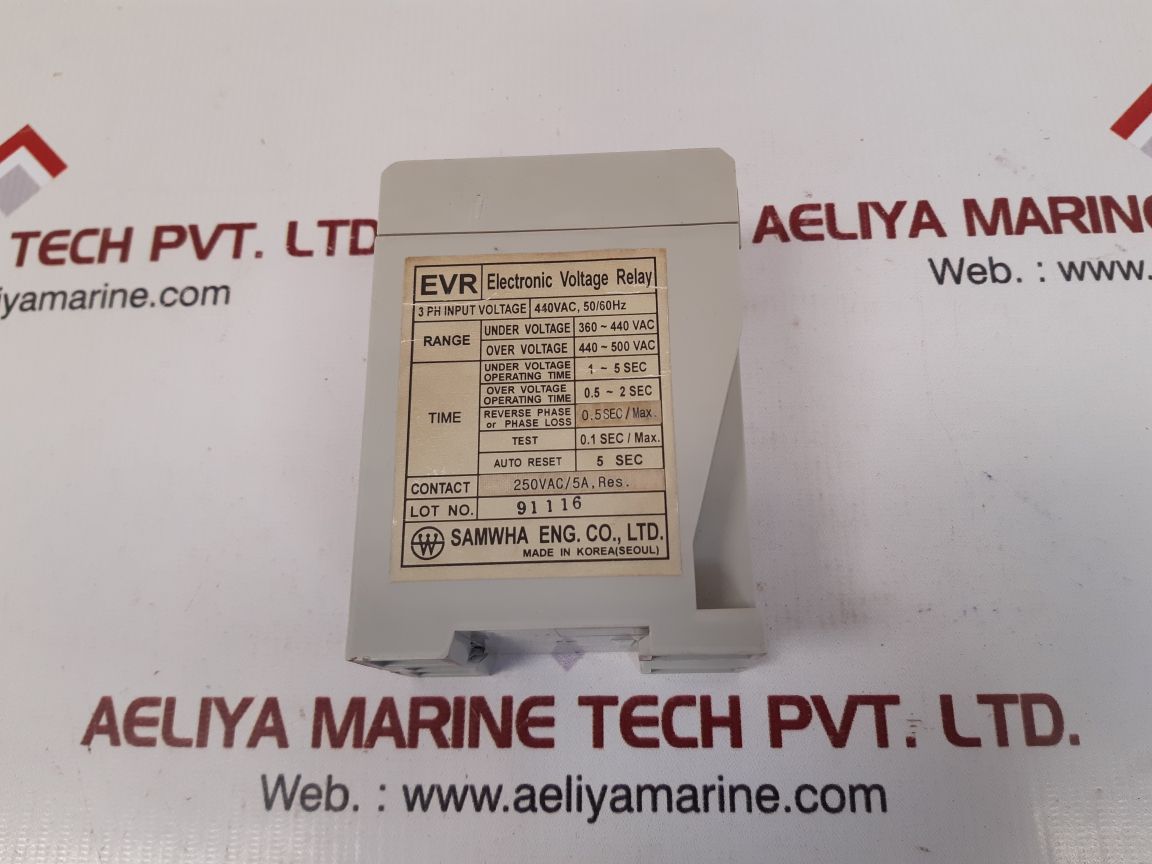 AELIYA MARINE
Web. : www.
TECH PVT. LTD
iyamarine.com
EVR Electronic Voltage Relay
3 PH INPUT VOLTAGE 440VAC, 50/60Hz
RANGE
UNDER VOLTAGE 360 ~ 440 VAC
OVER VOLTAGE 440 ~ 500 VAC
TIME
UNDER VOLTAGE OPERATING TIME 1 ~ 5 SEC
OVER VOLTAGE OPERATING TIME 0.5 ~ 2 SEC
REVERSE PHASE or PHASE LOSS 0.5SEC/Max.
TEST 0.1 SEC / Max.
AUTO RESET 5 SEC
CONTACT 250VAC/5A, Res.
LOT NO. 91116
SAMWHA ENG. CO., LTD.
MADE IN KOREA(SEOUL)
AELIYA MARINE TECH PVT. LTD.
Web. : www.aeliyamarine.com